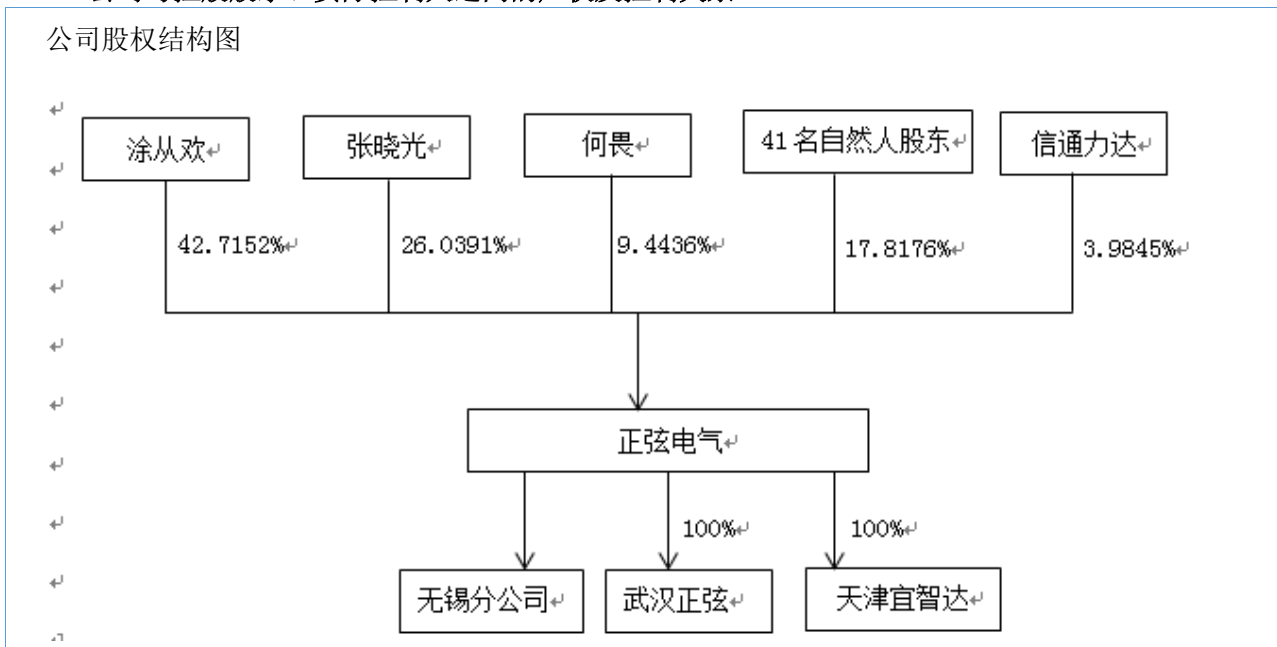 公司股权结构图
涂从欢
张晓光
何畏
41名自然人股东
信通力达
42.7152%
26.0391%
9.4436%
17.8176%
3.9845%
正弦电气
100%
100%
无锡分公司
武汉正弦
天津宜智达